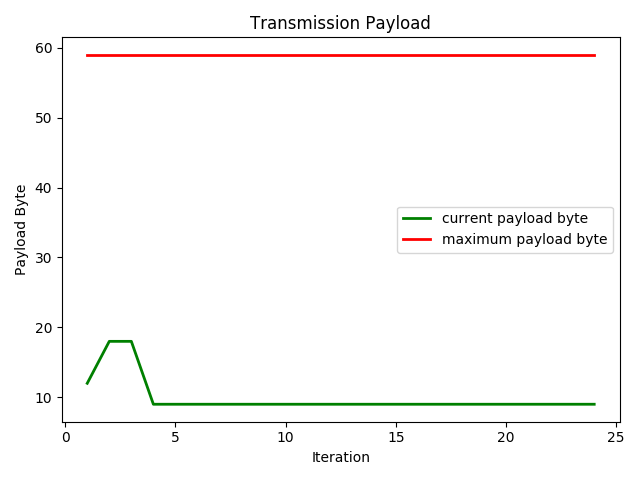 Transmission Payload
Payload Byte
60
50
40
30
20
10
current payload byte
maximum payload byte
0
5
10
15
20
25
Iteration